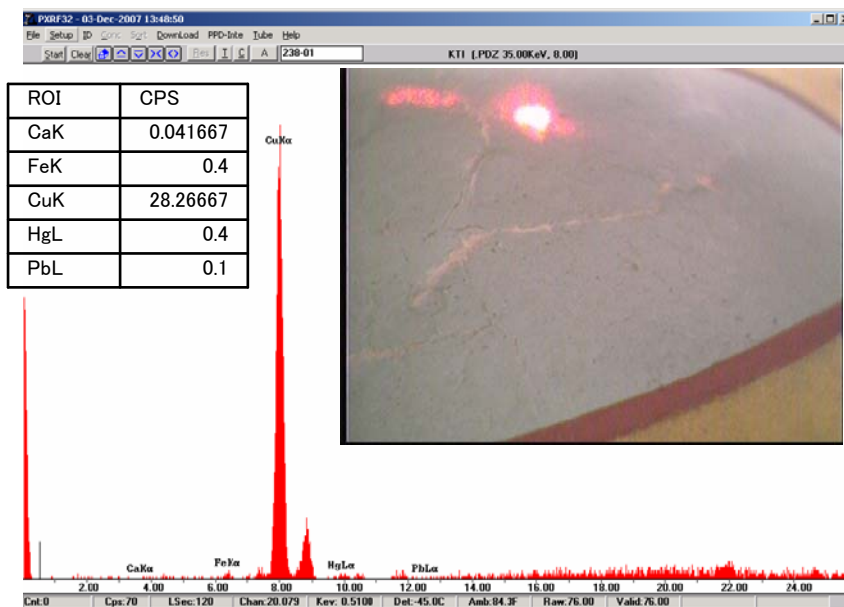 PXRF32 - 03-Dec-2007 13:48:50
File Setup ID Conc Sort DownLoad PPD-Inte Tube Help
Start Clear Res I C A 238-01 KTI (.PDZ 35.00KeV, 8.00)
ROI CPS
CaK 0.041667
FeK 0.4
CuK 28.26667
HgL 0.4
PbL 0.1
CuKα
CaKα FeKα HgLα PbLα
2.00 4.00 6.00 8.00 10.00 12.00 14.00 16.00 18.00 20.00 22.00 24.00
Cnt:0 Cps:70 LSec:120 Chan:20.079 Kev: 0.5100 Det:-45.0C Amb:84.3F Raw:76.00 Valid:76.00